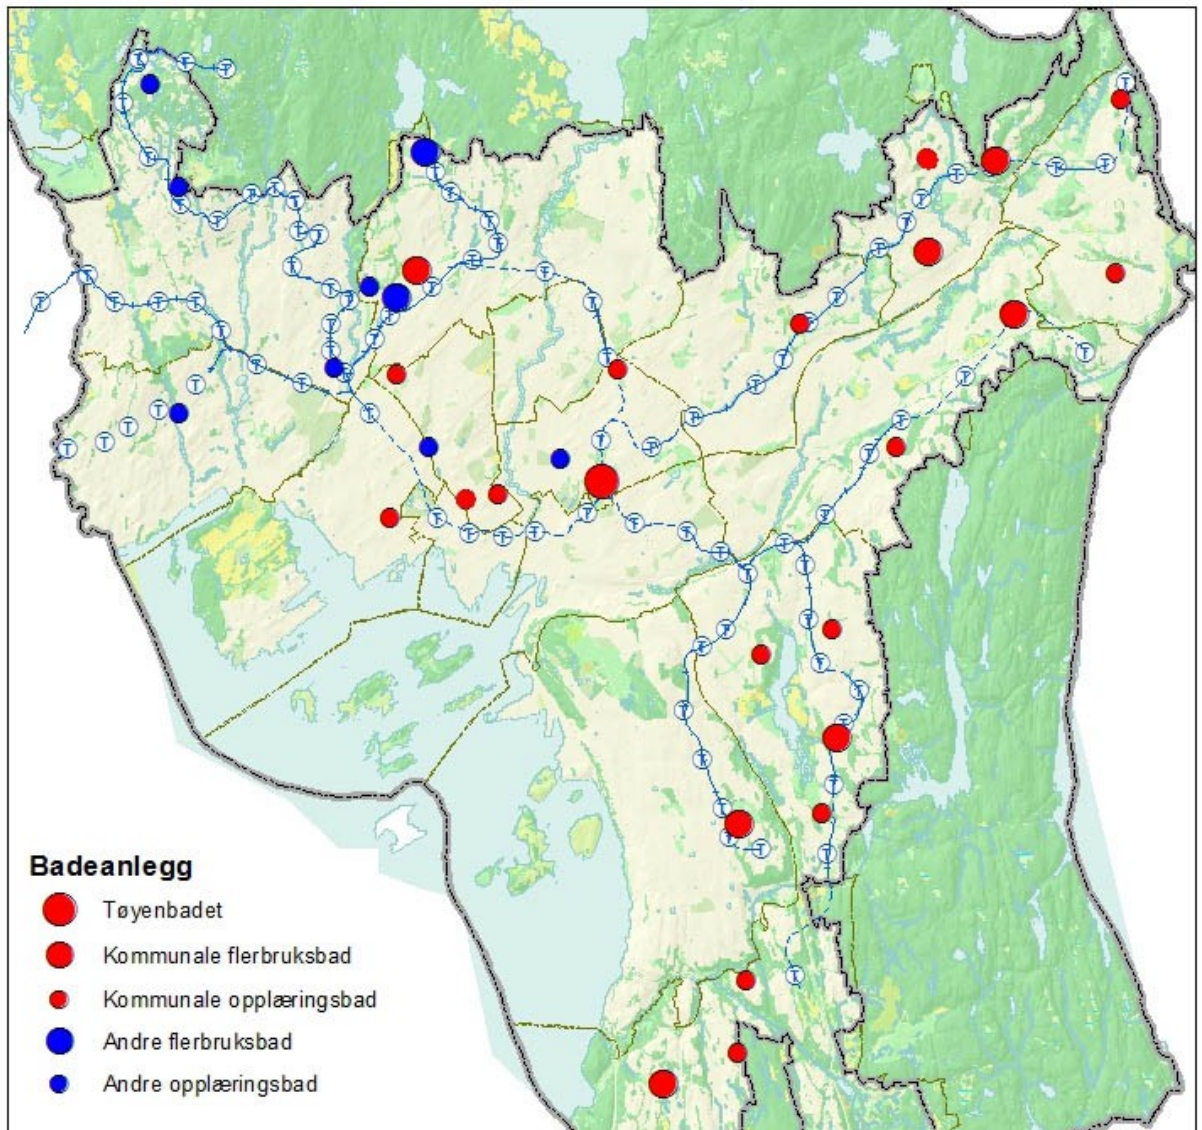 Badeanlegg
Tøyenbadet
Kommunale flerbruksbad
Kommunale opplæringsbad
Andre flerbruksbad
Andre opplæringsbad